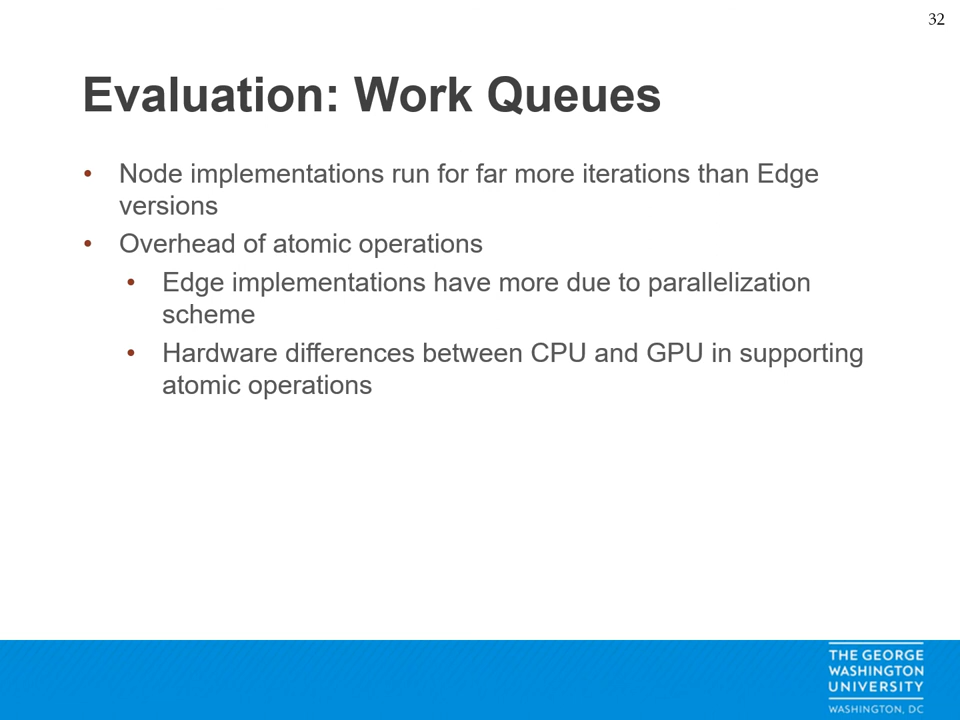 32
Evaluation: Work Queues
• Node implementations run for far more iterations than Edge
versions
• Overhead of atomic operations
• Edge implementations have more due to parallelization
scheme
• Hardware differences between CPU and GPU in supporting
atomic operations
THE GEORGE
WASHINGTON
UNIVERSITY
WASHINGTON, DC